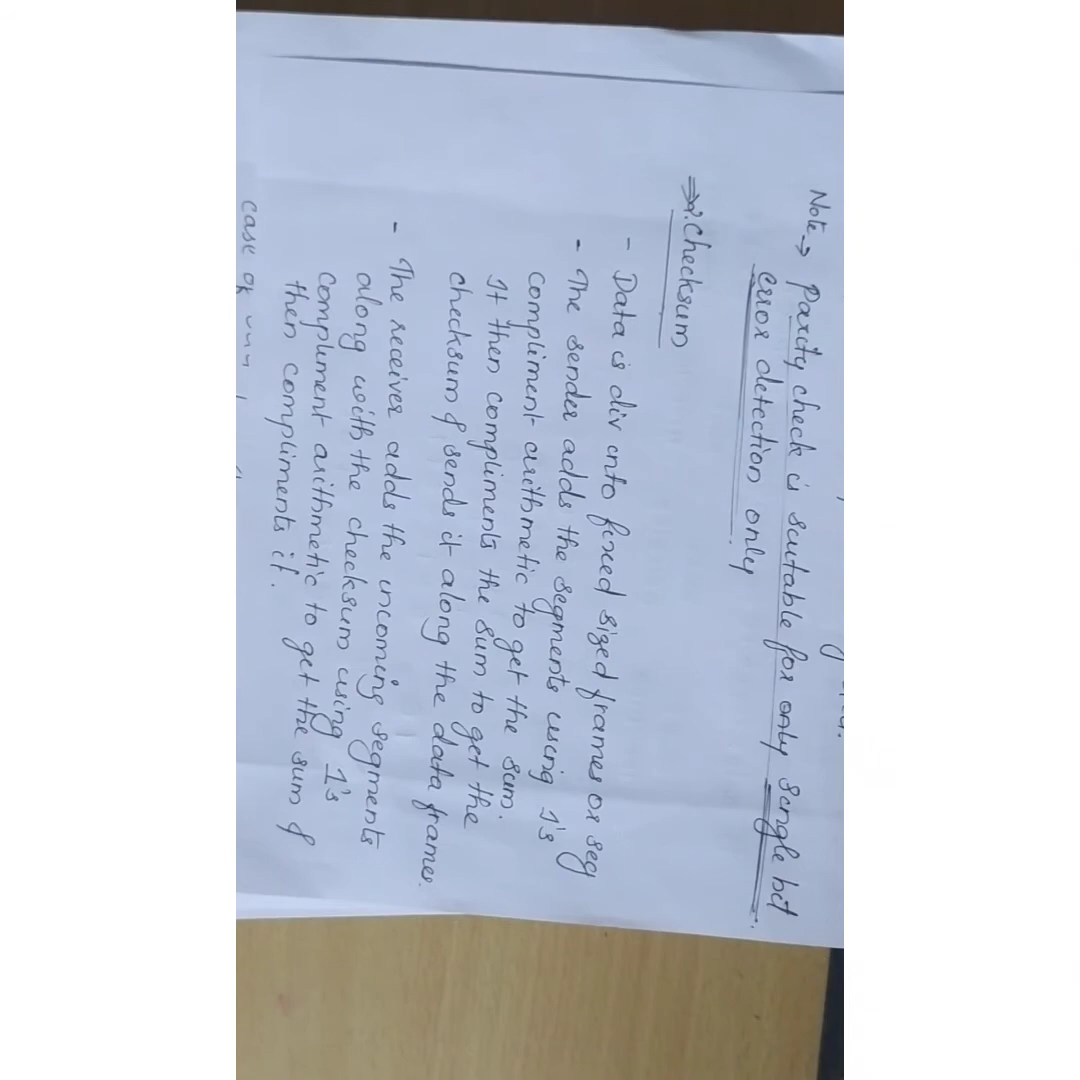 Note → Parity check is suitable for only single bit
error detection only
⇒ 2. Checksum
- Data is div into fixed sized frames or seg
- The sender adds the segments using 1's
compliment arithmetic to get the sum.
It then compliments the sum to get the
checksum & sends it along the data frames.
- The receiver adds the incoming segments
along with the checksum using 1's
compliment arithmetic to get the sum &
then compliments it.
case of